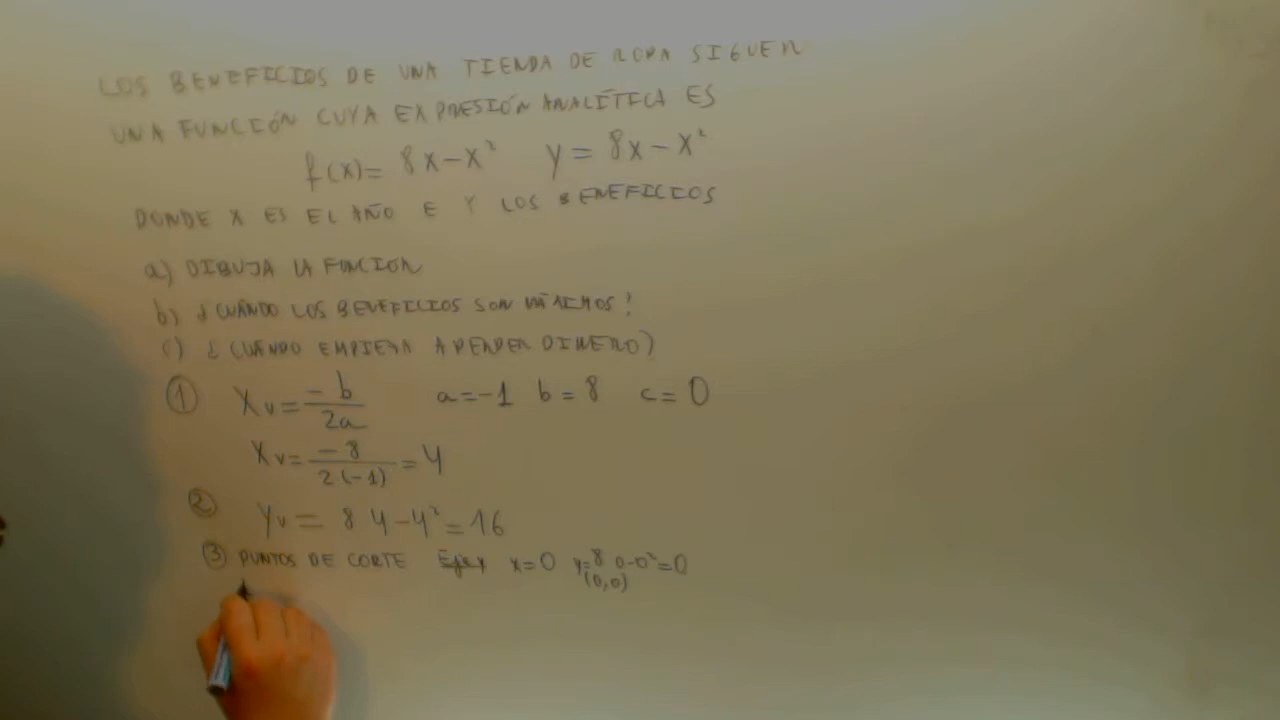 LOS BENEFICIOS DE UNA TIENDA DE ROPA SIGUEN
UNA FUNCIÓN CUYA EXPRESIÓN ANALÍTICA ES
f(x)= 8x-x² y = 8x-x²
DONDE X ES EL AÑO E Y LOS BENEFICIOS
a) DIBUJA LA FUNCIÓN
b) ¿CUÁNDO LOS BENEFICIOS SON MÁXIMOS?
c) ¿CUÁNDO EMPIEZA A PERDER DINERO?
① Xv = -b/2a a=-1 b=8 c=0
Xv = -8/2(-1) = 4
② Yv = 8 4-4² = 16
③ PUNTOS DE CORTE Eje y x=0 y=8 0-0²=0
(0,0)